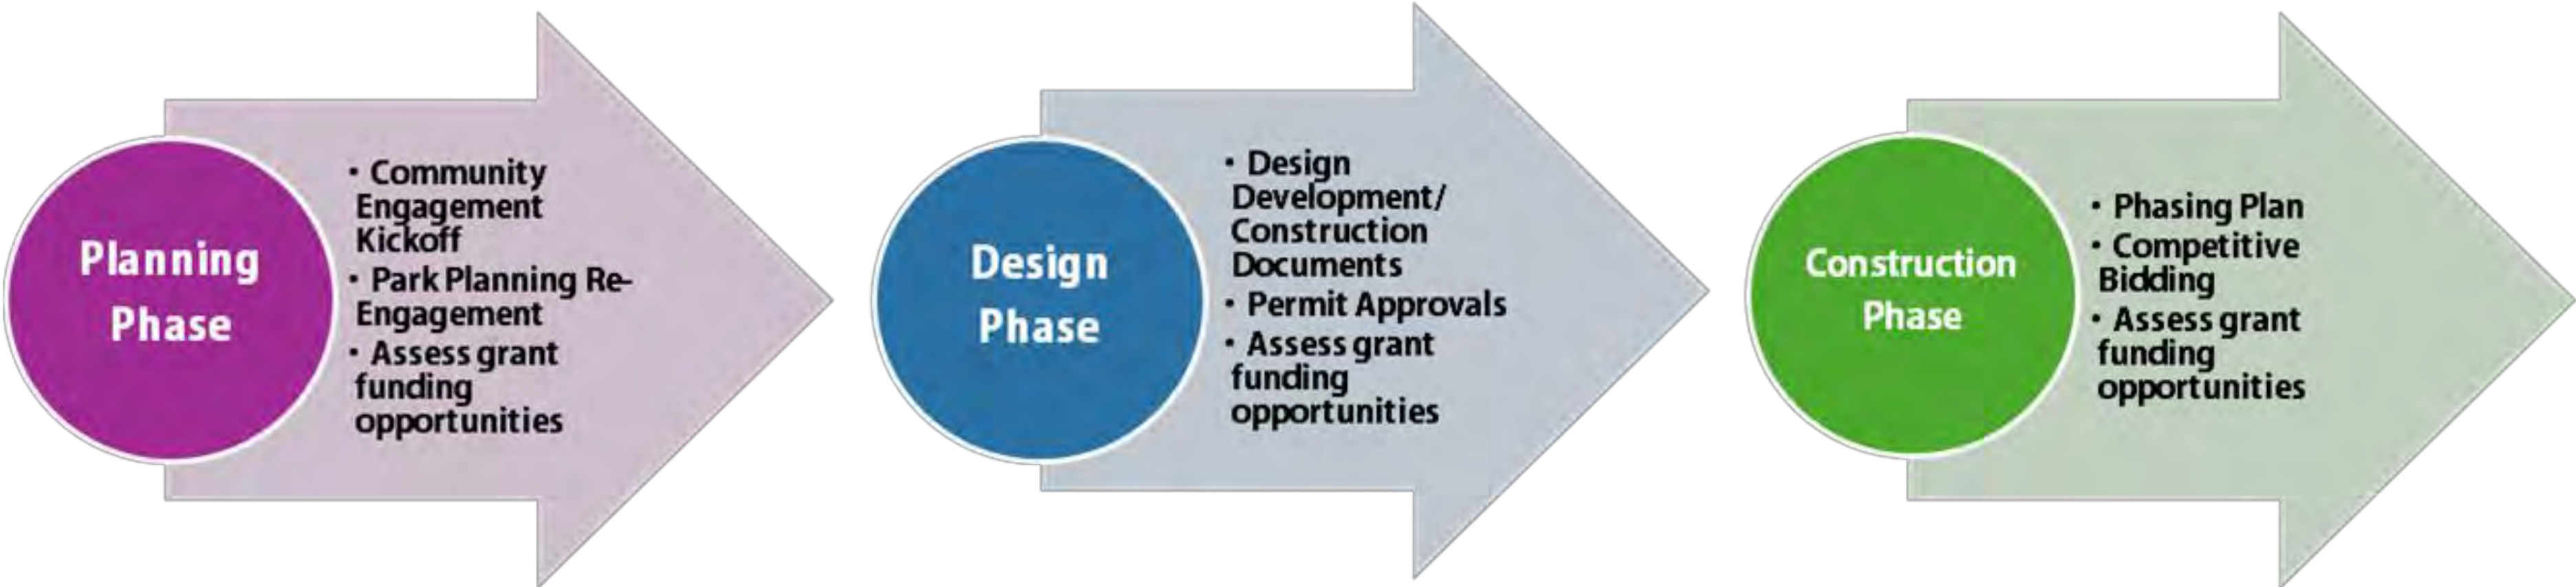 Planning
Phase
• Community
Engagement
Kickoff
• Park Planning Re-
Engagement
• Assess grant
funding
opportunities
Design
Phase
• Design
Development/
Construction
Documents
• Permit Approvals
• Assess grant
funding
opportunities
Construction
Phase
• Phasing Plan
• Competitive
Bidding
• Assess grant
funding
opportunities